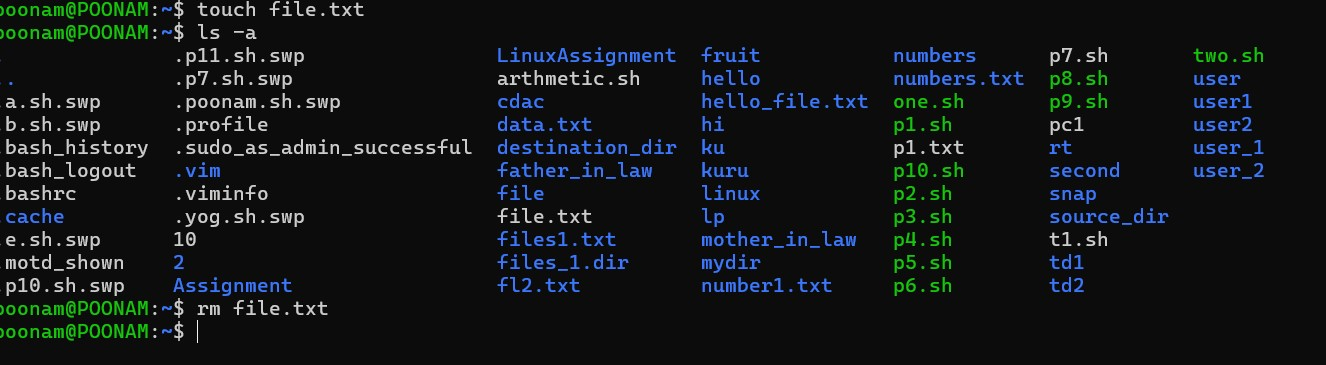 poonam@POONAM:~$ touch file.txt
poonam@POONAM:~$ ls -a
. .p11.sh.swp LinuxAssignment fruit numbers p7.sh two.sh
.. .p7.sh.swp arthmetic.sh hello numbers.txt p8.sh user
.a.sh.swp .poonam.sh.swp cdac hello_file.txt one.sh p9.sh user1
.b.sh.swp .profile data.txt hi p1.sh pc1 user2
.bash_history .sudo_as_admin_successful destination_dir ku p1.txt rt user_1
.bash_logout .vim father_in_law kuru p10.sh second user_2
.bashrc .viminfo file linux p2.sh snap
.cache .yog.sh.swp file.txt lp p3.sh source_dir
.e.sh.swp 10 files1.txt mother_in_law p4.sh t1.sh
.motd_shown 2 files_1.dir mydir p5.sh td1
.p10.sh.swp Assignment fl2.txt number1.txt p6.sh td2
poonam@POONAM:~$ rm file.txt
poonam@POONAM:~$